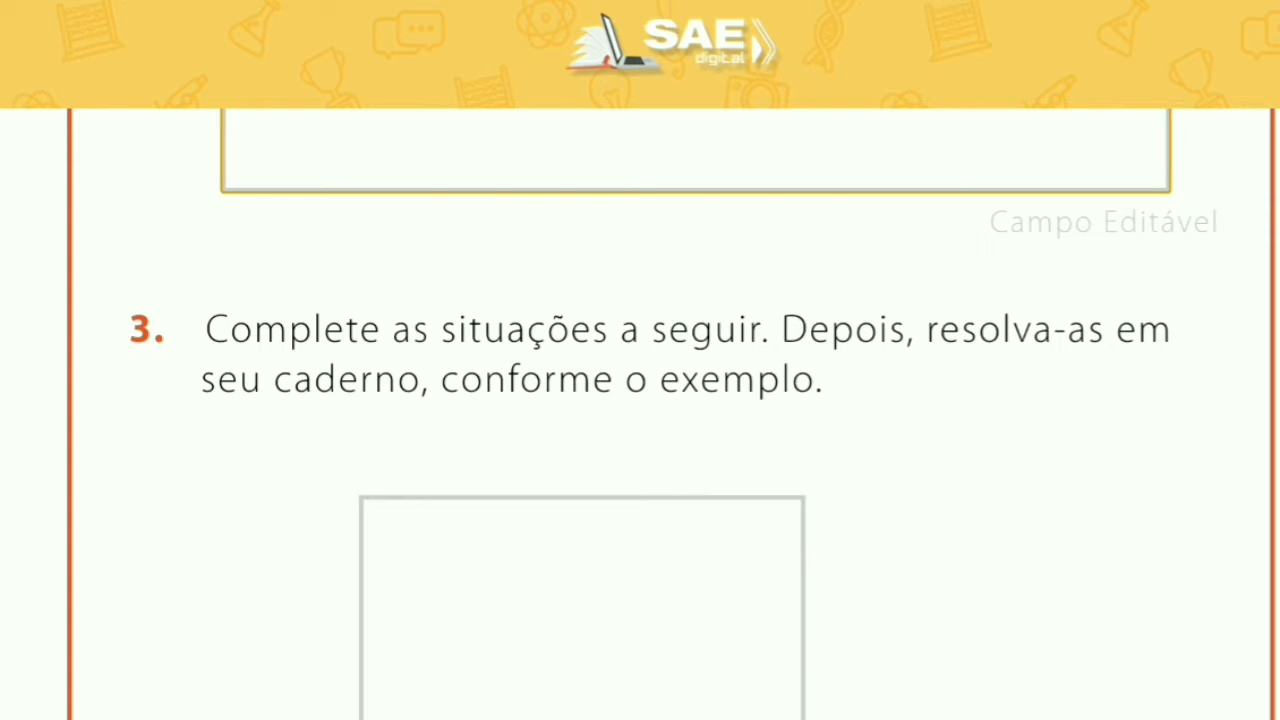 SAE
digital
Campo Editável
3. Complete as situações a seguir. Depois, resolva-as em
seu caderno, conforme o exemplo.